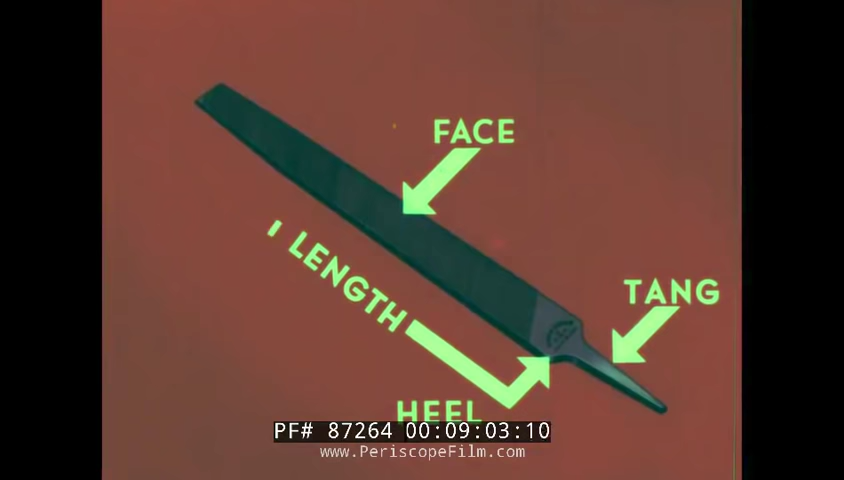 FACE
LENGTH
TANG
HEEL
PF# 87264 00:09:03:10
www.PeriscopeFilm.com